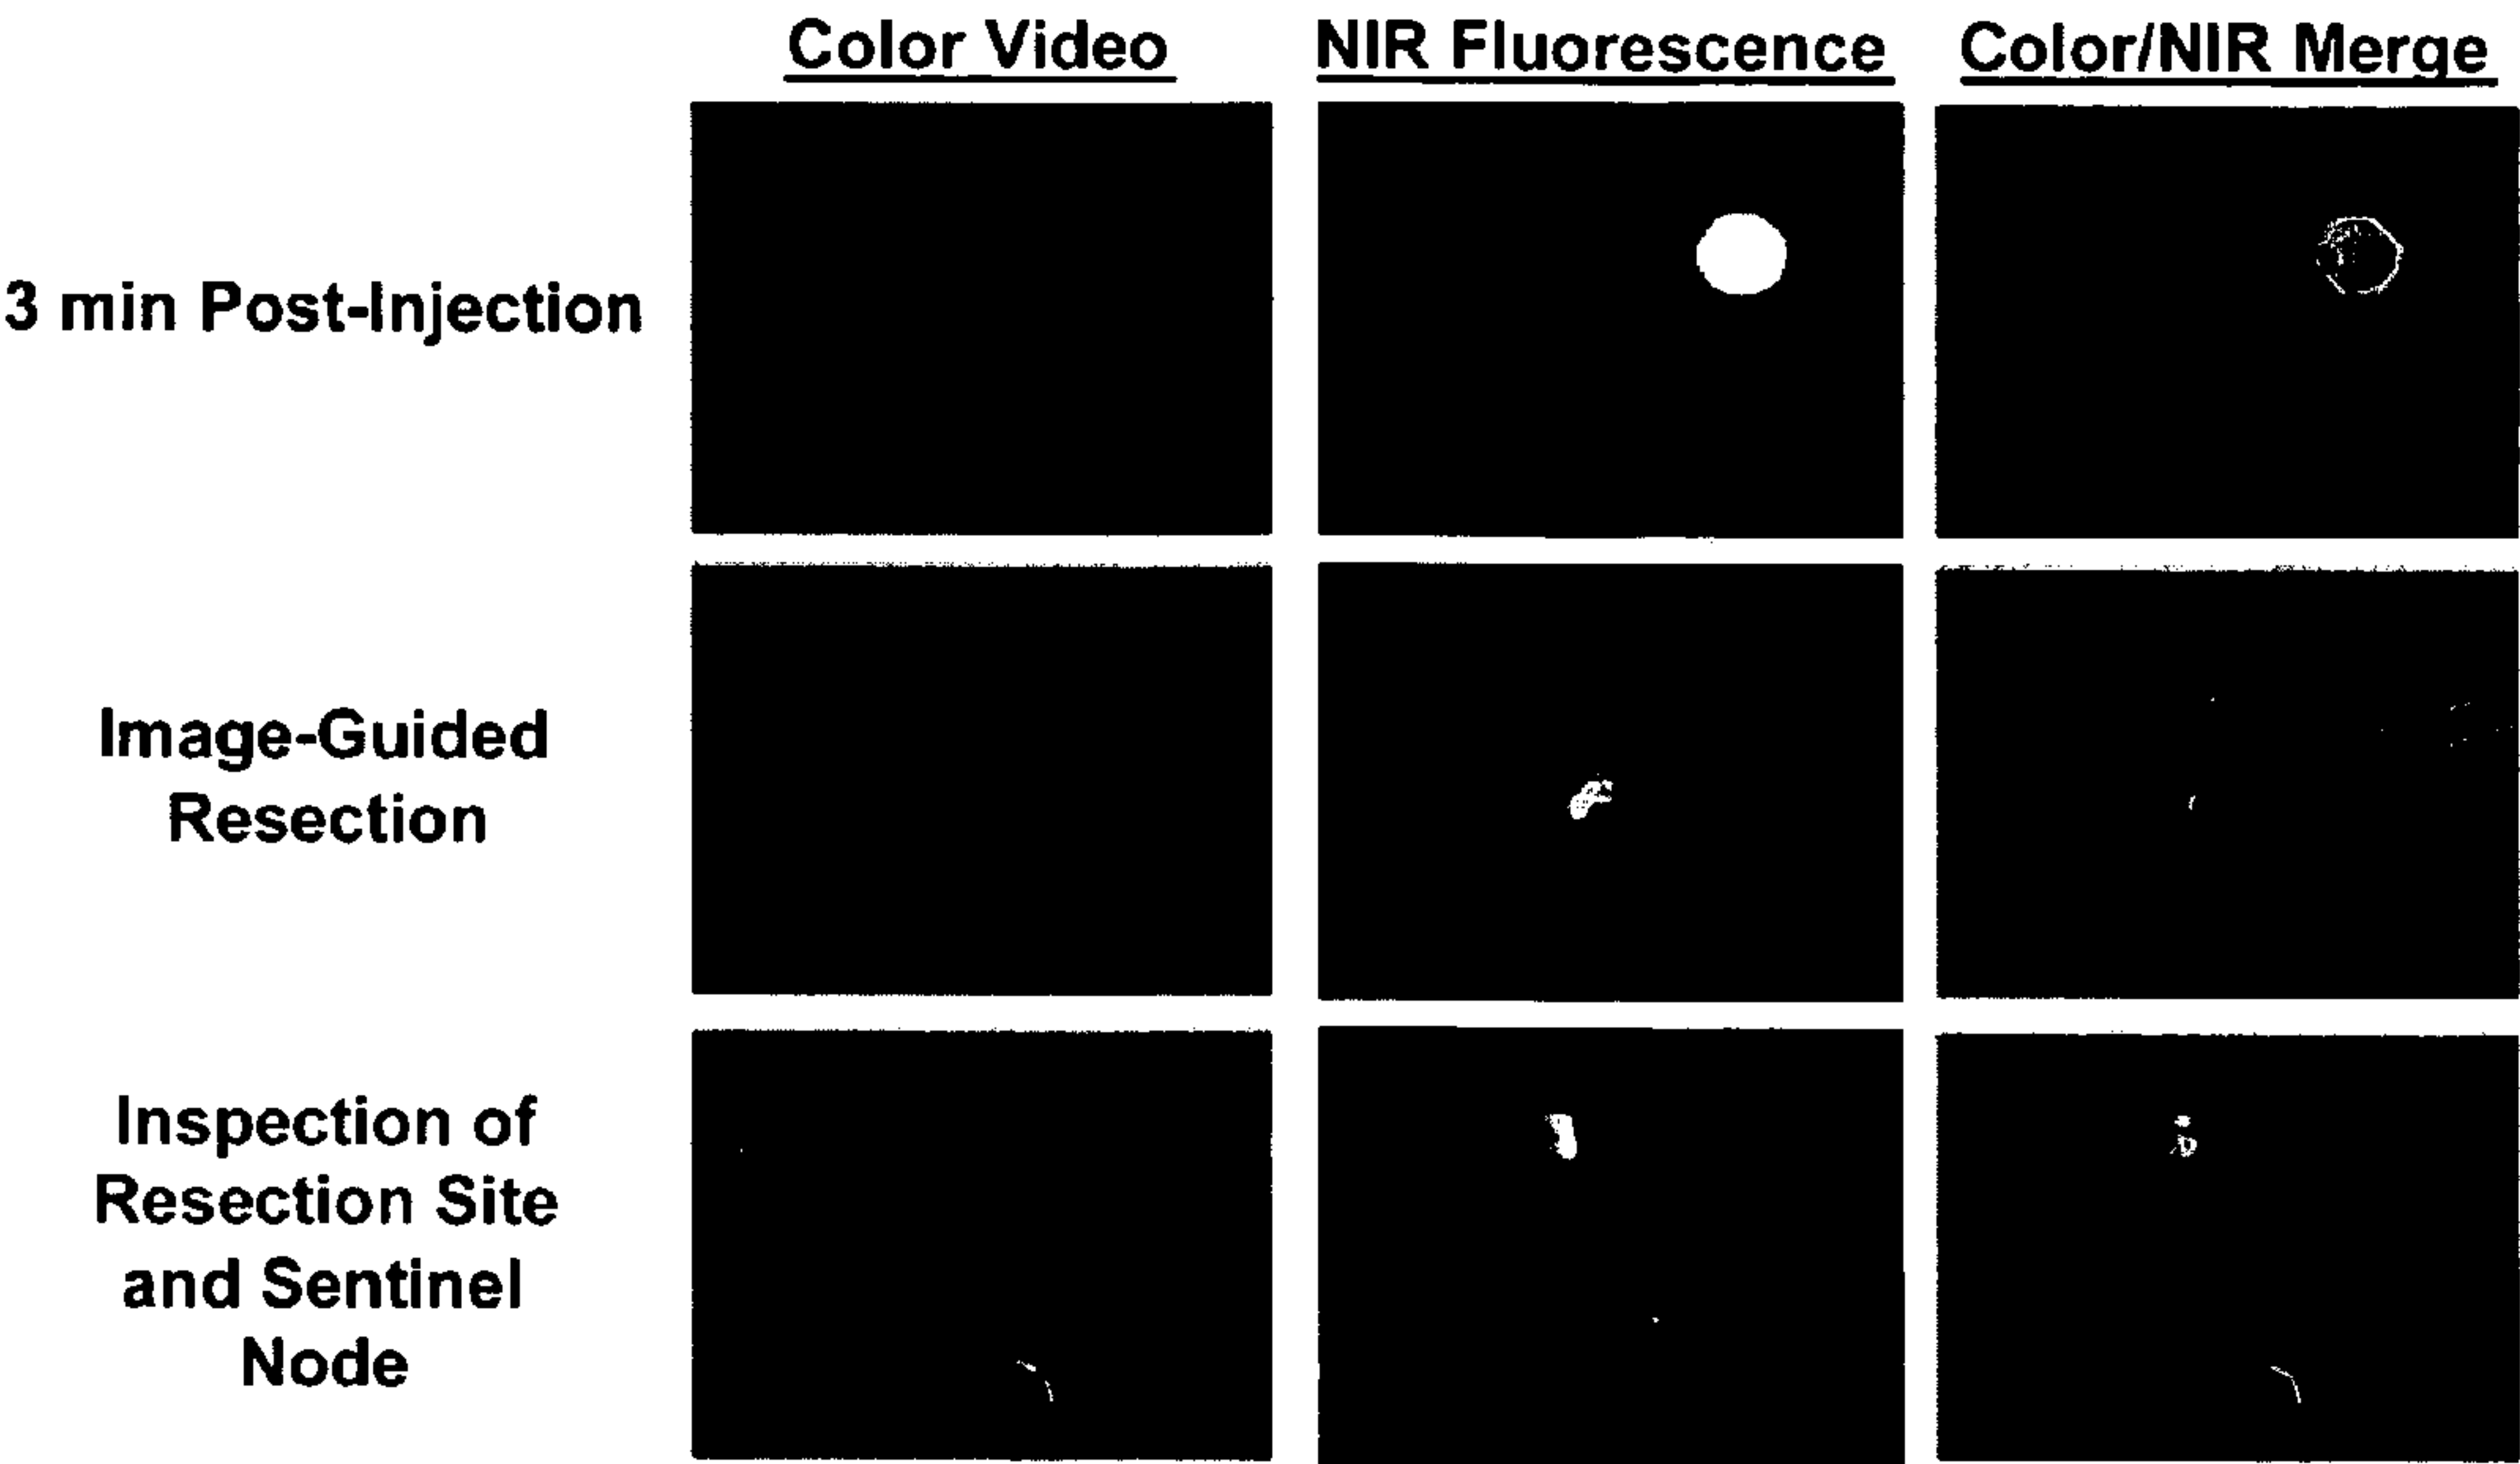 Color Video
NIR Fluorescence
Color/NIR Merge
3 min Post-Injection
Image-Guided
Resection
Inspection of
Resection Site
and Sentinel
Node